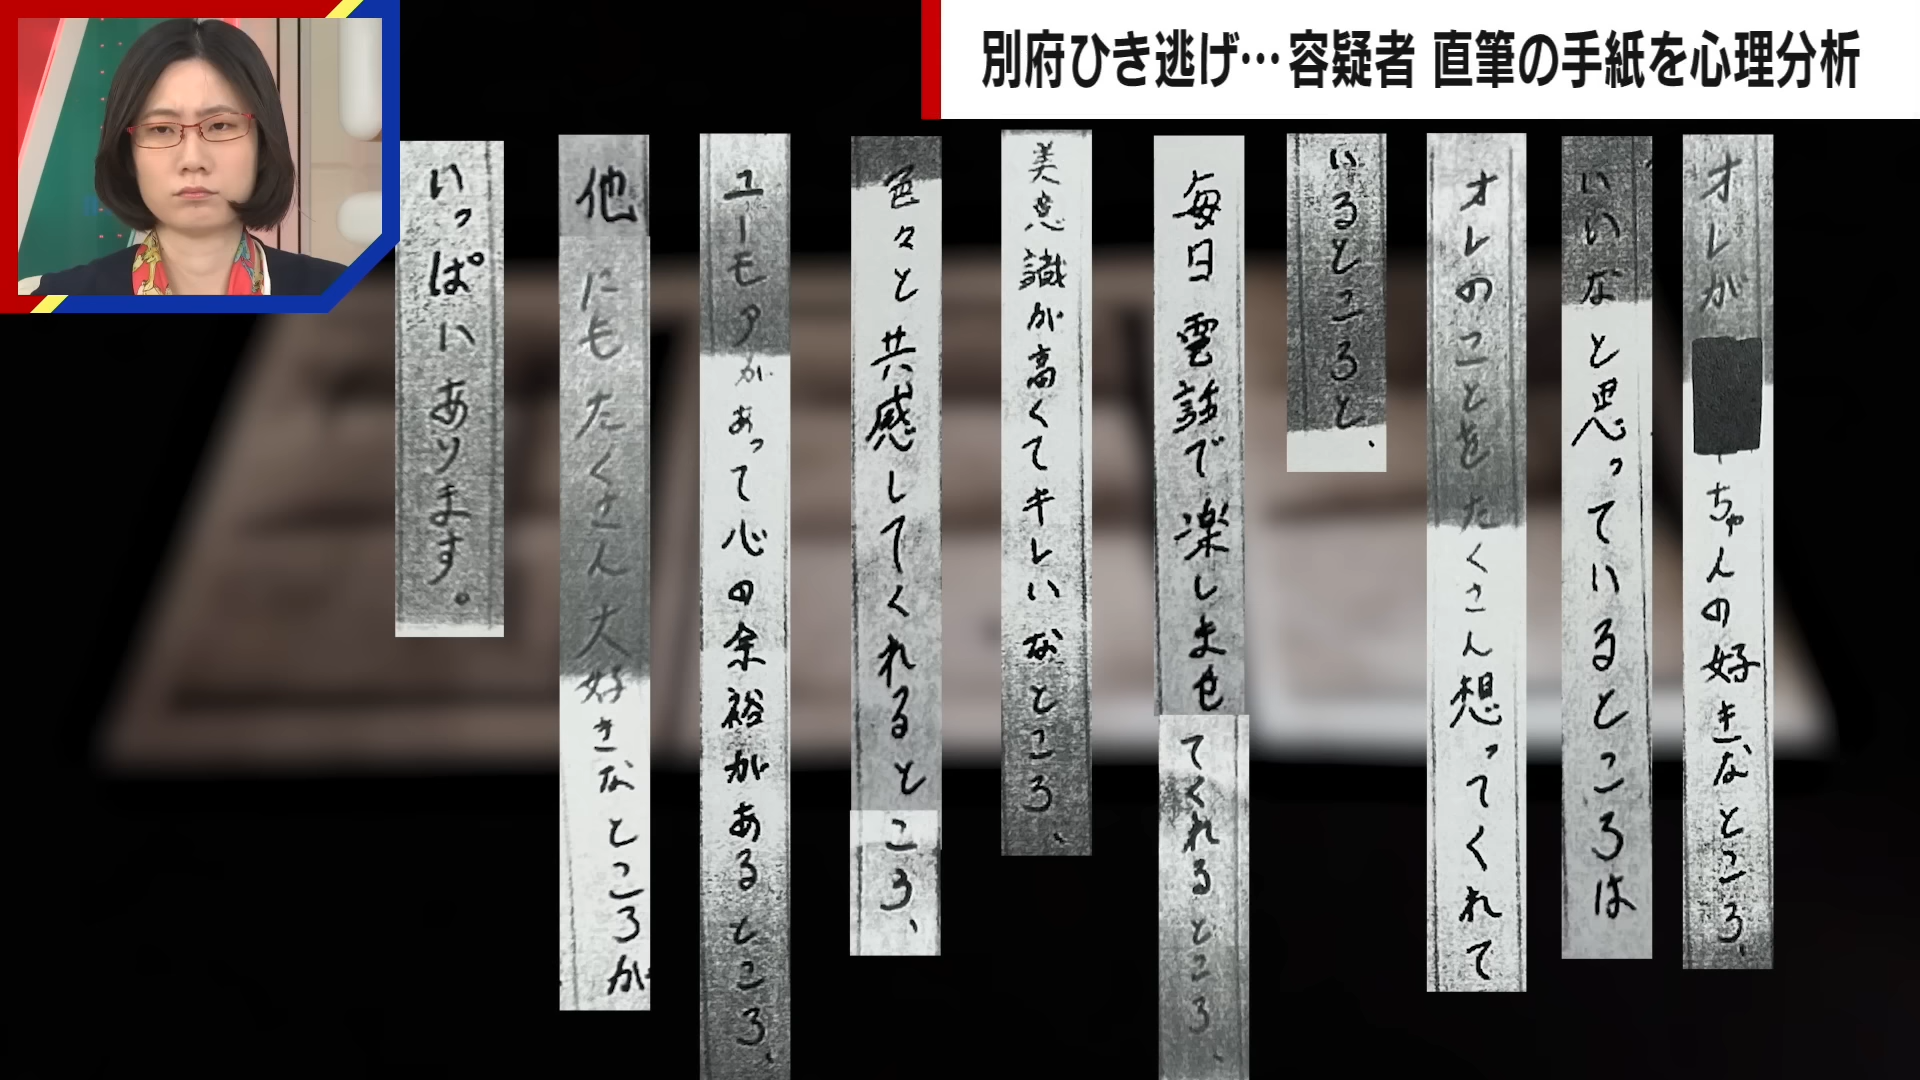 別府ひき逃げ…容疑者 直筆の手紙を心理分析
オレが
ちゃんの好きなところ、
いいなと思っているところは
オレのことをたくさん想ってくれて
いるところと、
毎日電話で楽しませ
てくれるところ、
美意識が高くてキレいなところ、
色々と共感してくれるところ、
ユーモアがあって心の余裕があるところ、
他にもたくさん大好きなところが
いっぱいあります。